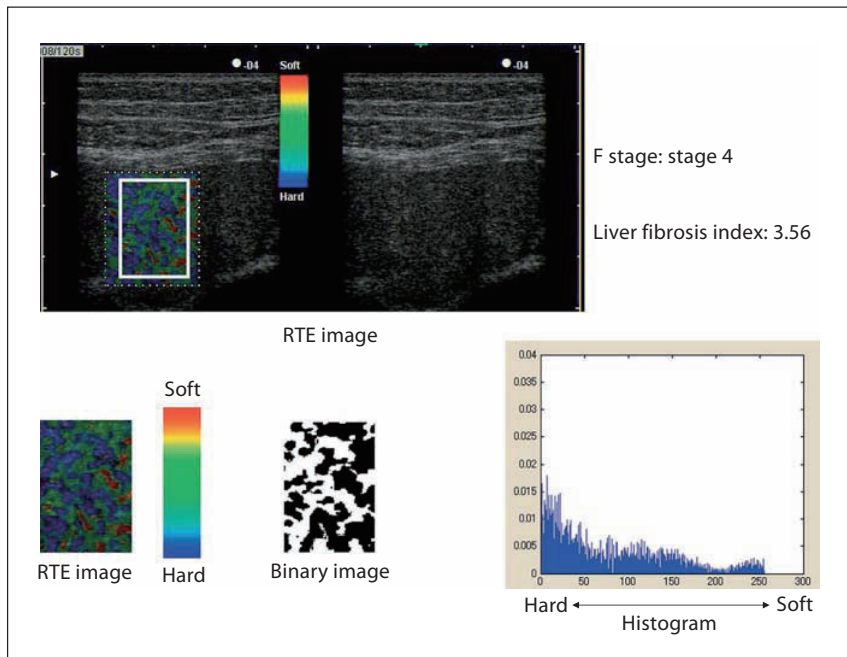 08/120s
-04
-04
Soft
Hard
F stage: stage 4
Liver fibrosis index: 3.56
RTE image
Soft
Hard
RTE image
Binary image
0.04
0.035
0.03
0.025
0.02
0.015
0.01
0.005
0
0 50 100 150 200 250 300
Hard Soft
Histogram